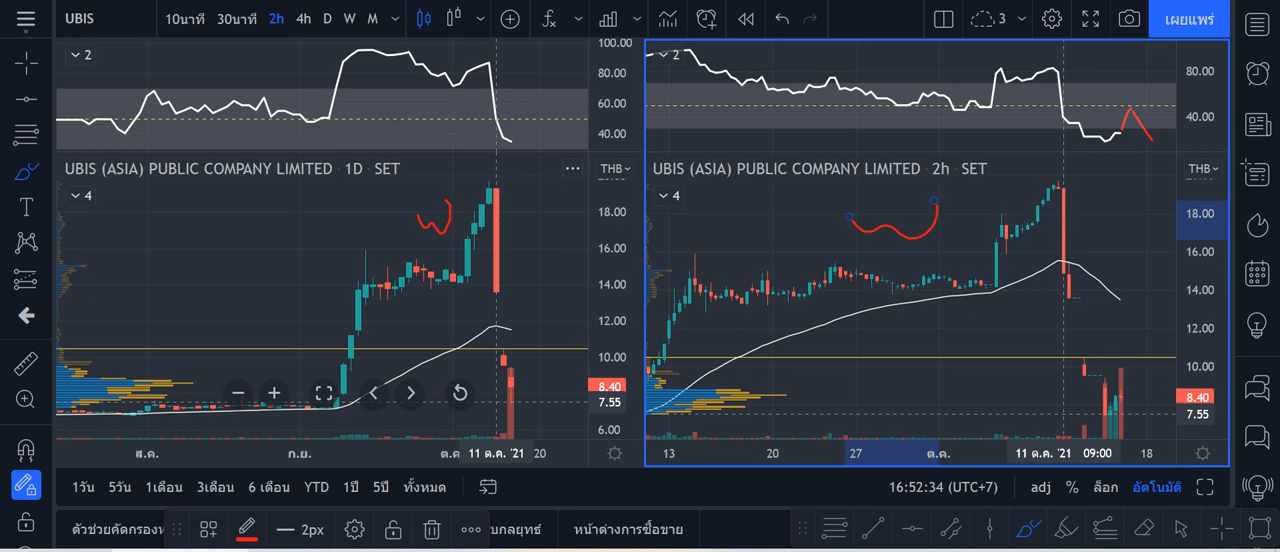 UBIS 10นาที 30นาที 2h 4h D W M 3 เผยแพร่
2
100.00
80.00
60.00
40.00
UBIS (ASIA) PUBLIC COMPANY LIMITED · 1D · SET
THB
4
18.00
16.00
14.00
12.00
10.00
8.40
7.55
6.00
ส.ค. ก.ย. ต.ค 11 ต.ค. '21 20
2
80.00
40.00
UBIS (ASIA) PUBLIC COMPANY LIMITED · 2h · SET
THB
4
18.00
16.00
14.00
12.00
10.00
8.40
7.55
13 20 27 ต.ค. 11 ต.ค. '21 09:00 18
1วัน 5วัน 1เดือน 3เดือน 6 เดือน YTD 1ปี 5ปี ทั้งหมด 16:52:34 (UTC+7) adj % ล็อก อัตโนมัติ
ตัวช่วยคัดกรองห 2px บกลยุทธ์ หน้าต่างการซื้อขาย